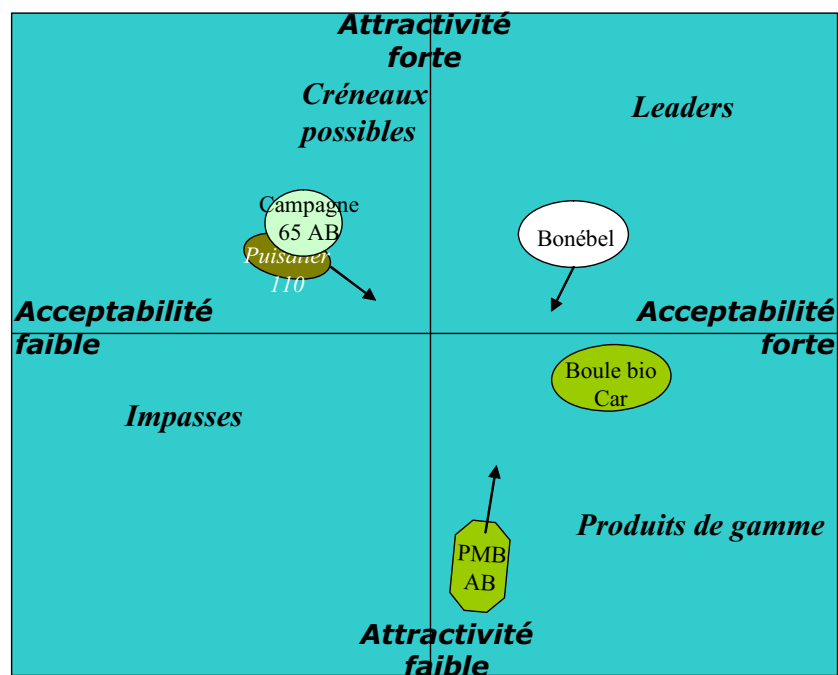 Attractivité
forte
Créneaux
possibles
Leaders
Campagne
65 AB
Puisatier
110
Bonébel
Acceptabilité
faible
Acceptabilité
forte
Boule bio
Car
Impasses
Produits de gamme
PMB
AB
Attractivité
faible